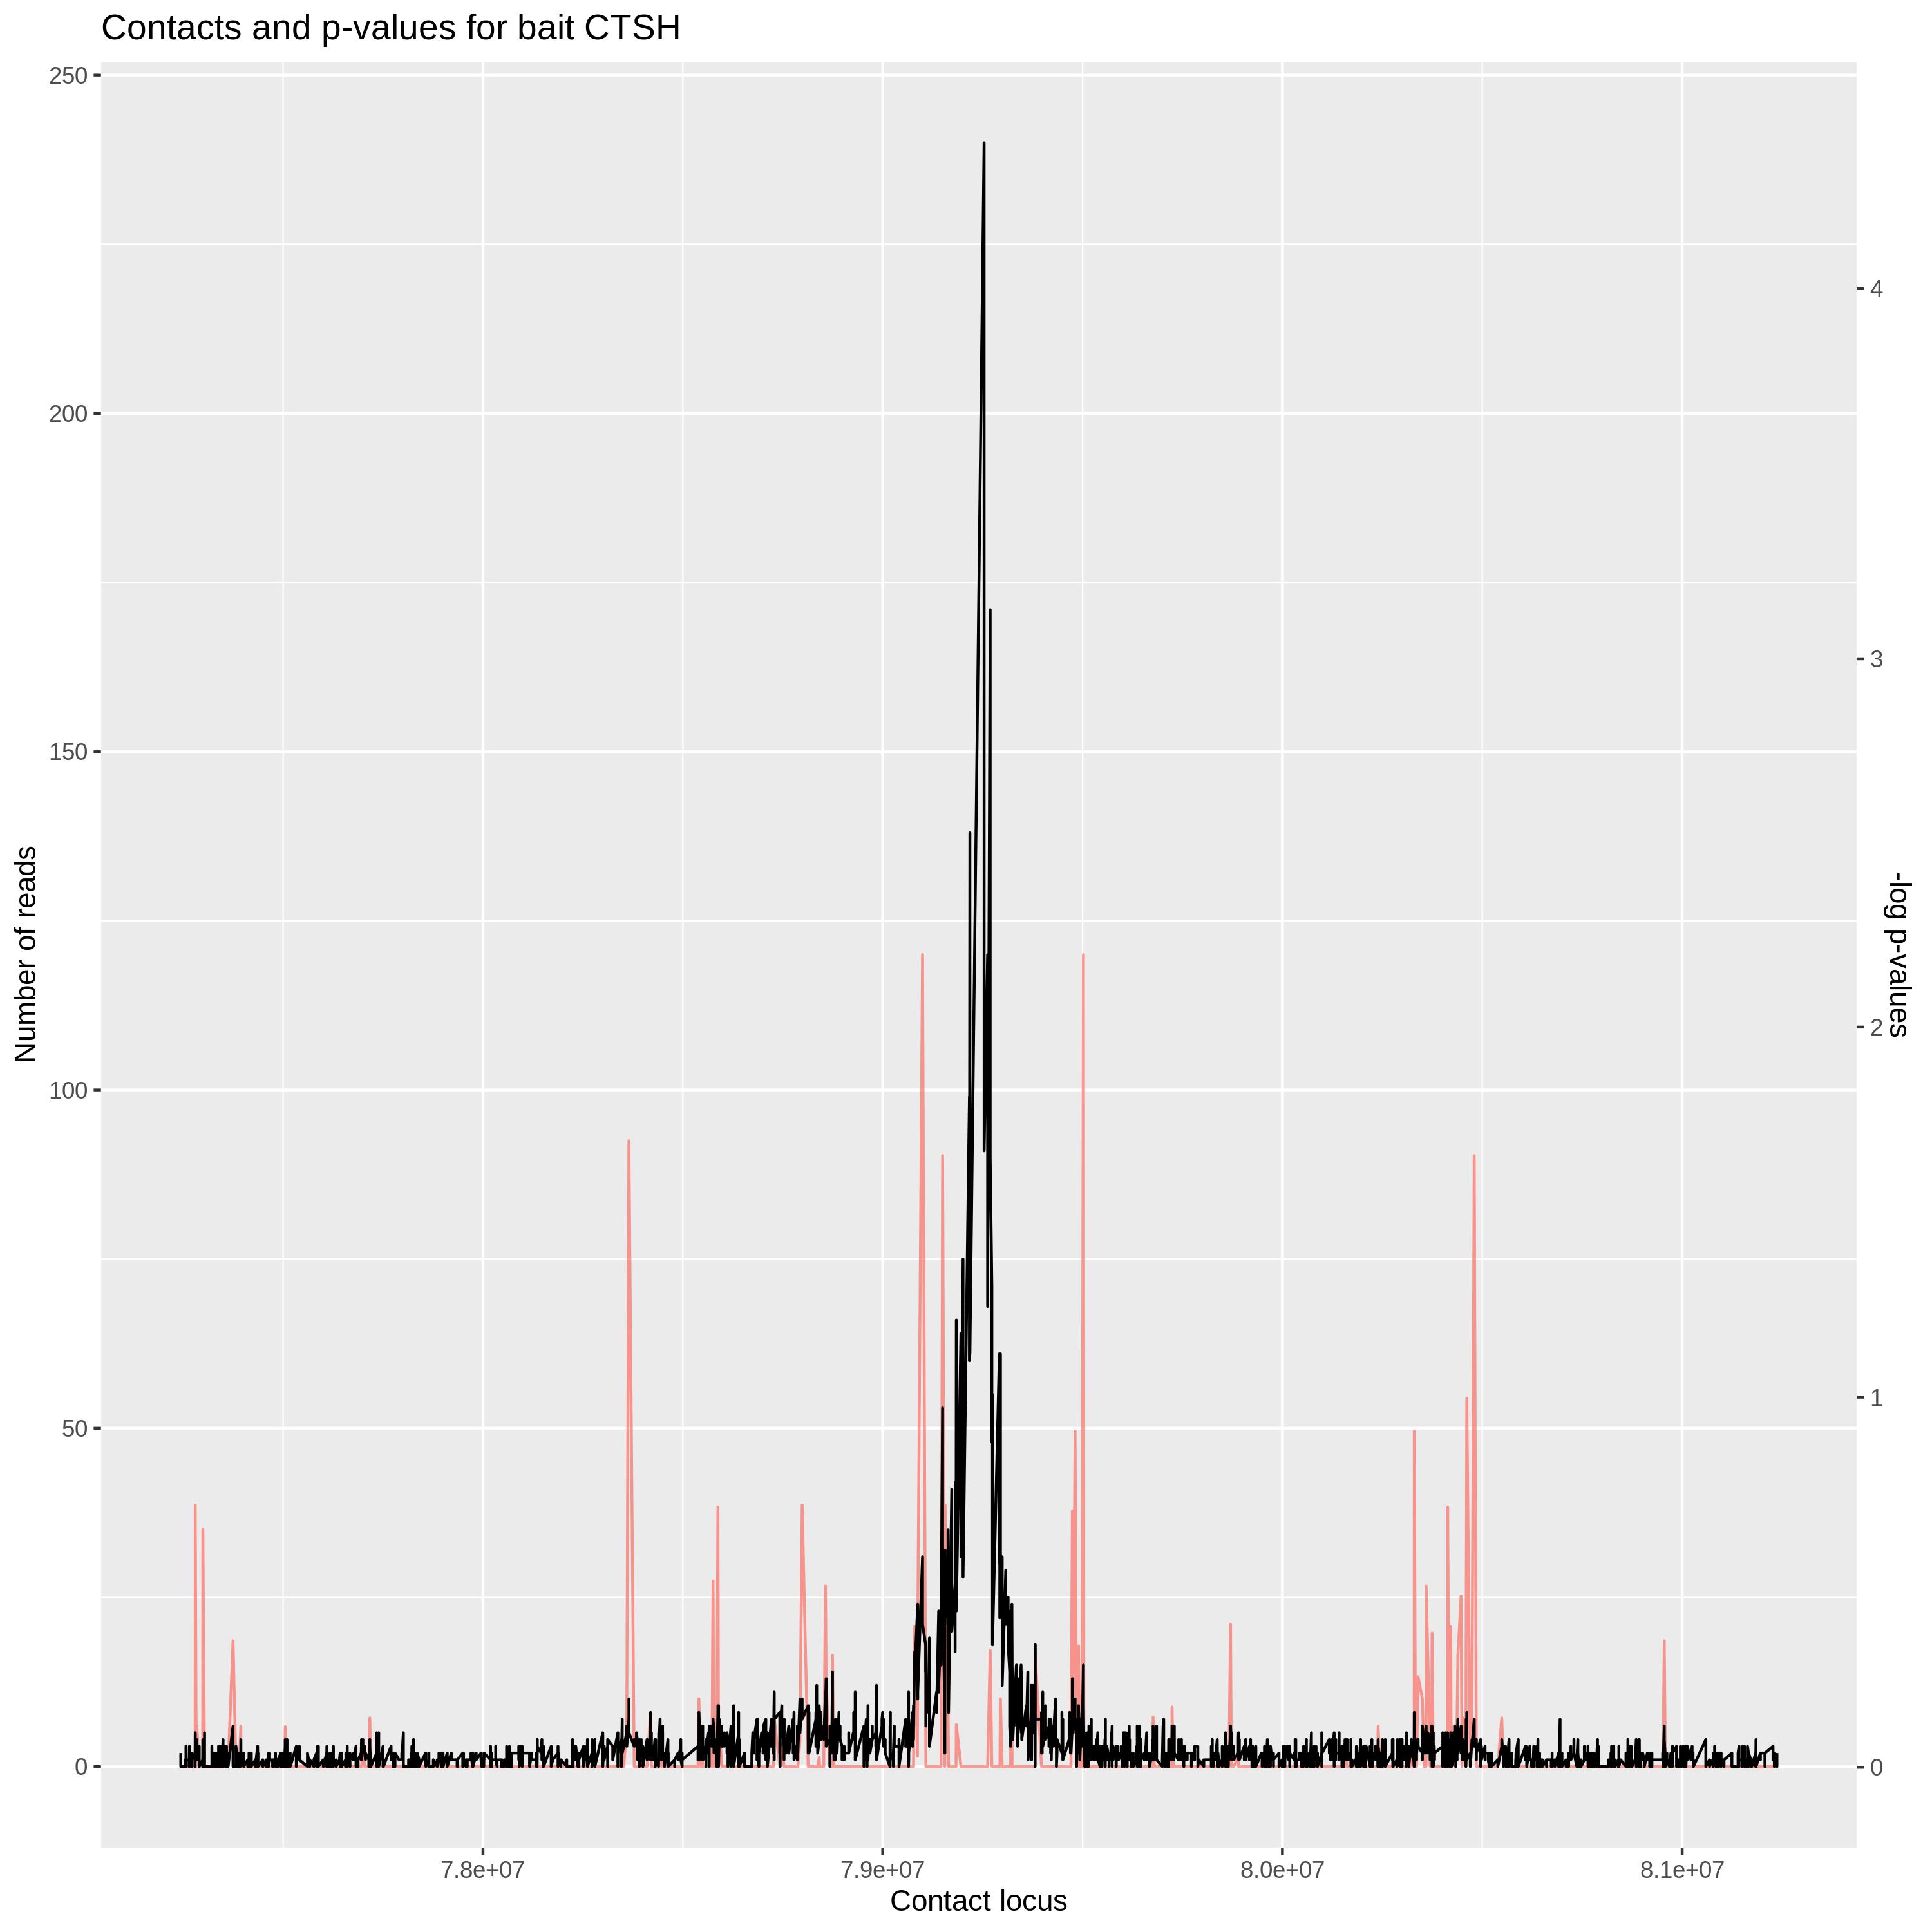 Contacts and p-values for bait CTSH
250
200
150
100
50
0
Number of reads
4
3
2
1
0
-log p-values
7.8e+07
7.9e+07
8.0e+07
8.1e+07
Contact locus